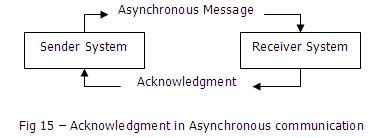 Asynchronous Message
Sender System Receiver System
Acknowledgment
Fig 15 – Acknowledgment in Asynchronous communication